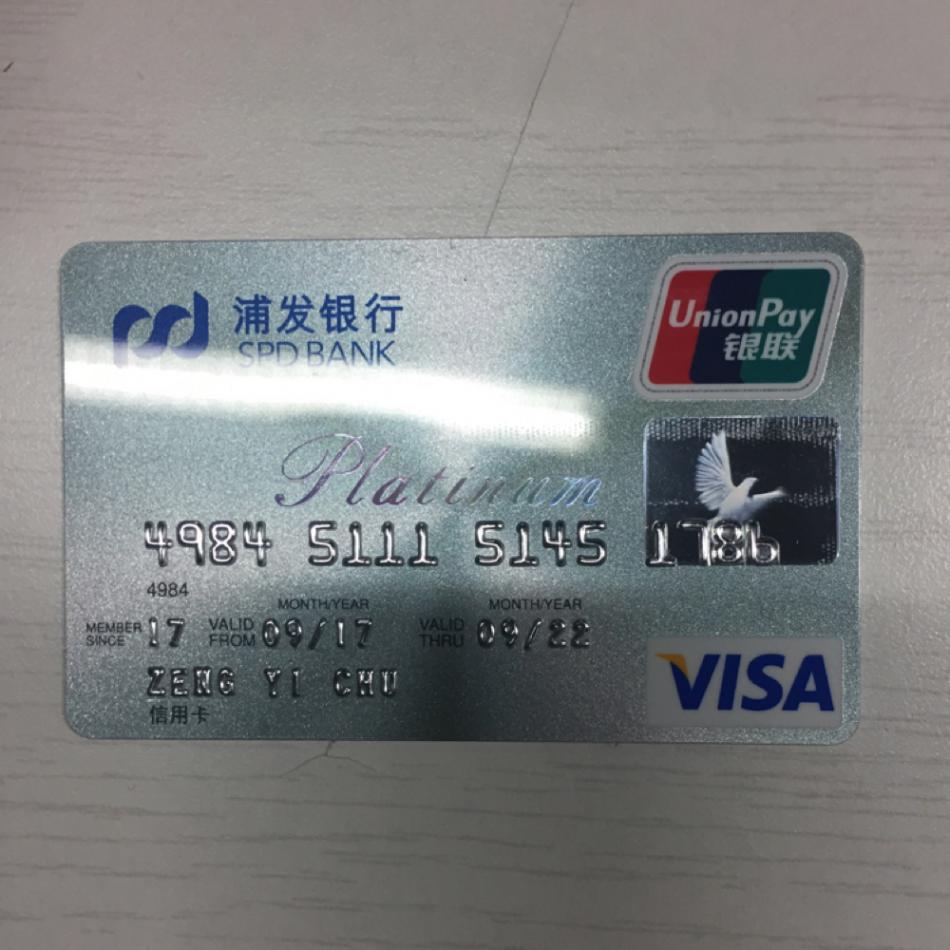 浦发银行
SPD BANK
UnionPay
银联
Platinum
4984 5111 5145 1786
4984
MONTH/YEAR MONTH/YEAR
MEMBER SINCE 17 VALID FROM 09/17 VALID THRU 09/22
ZENG YI CHU
信用卡
VISA